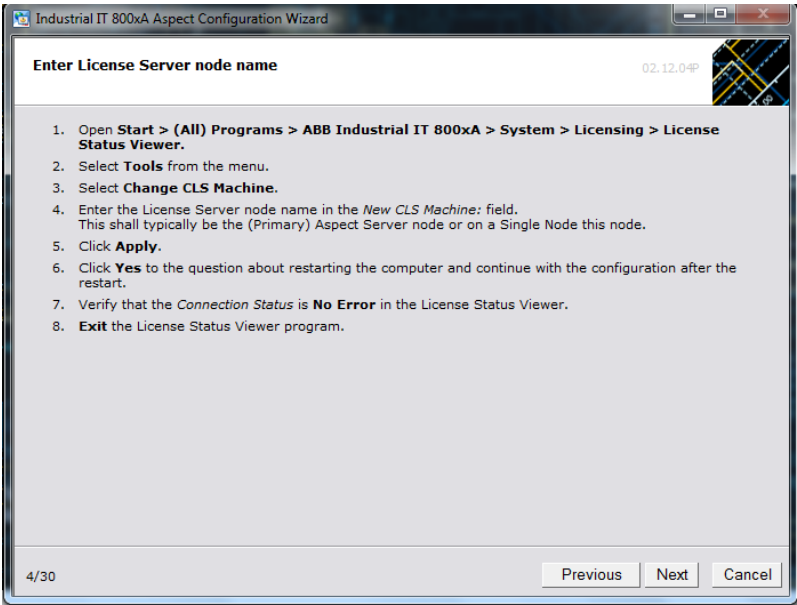 Industrial IT 800xA Aspect Configuration Wizard
Enter License Server node name
02.12.04P
1. Open Start > (All) Programs > ABB Industrial IT 800xA > System > Licensing > License
Status Viewer.
2. Select Tools from the menu.
3. Select Change CLS Machine.
4. Enter the License Server node name in the New CLS Machine: field.
This shall typically be the (Primary) Aspect Server node or on a Single Node this node.
5. Click Apply.
6. Click Yes to the question about restarting the computer and continue with the configuration after the
restart.
7. Verify that the Connection Status is No Error in the License Status Viewer.
8. Exit the License Status Viewer program.
4/30
Previous
Next
Cancel